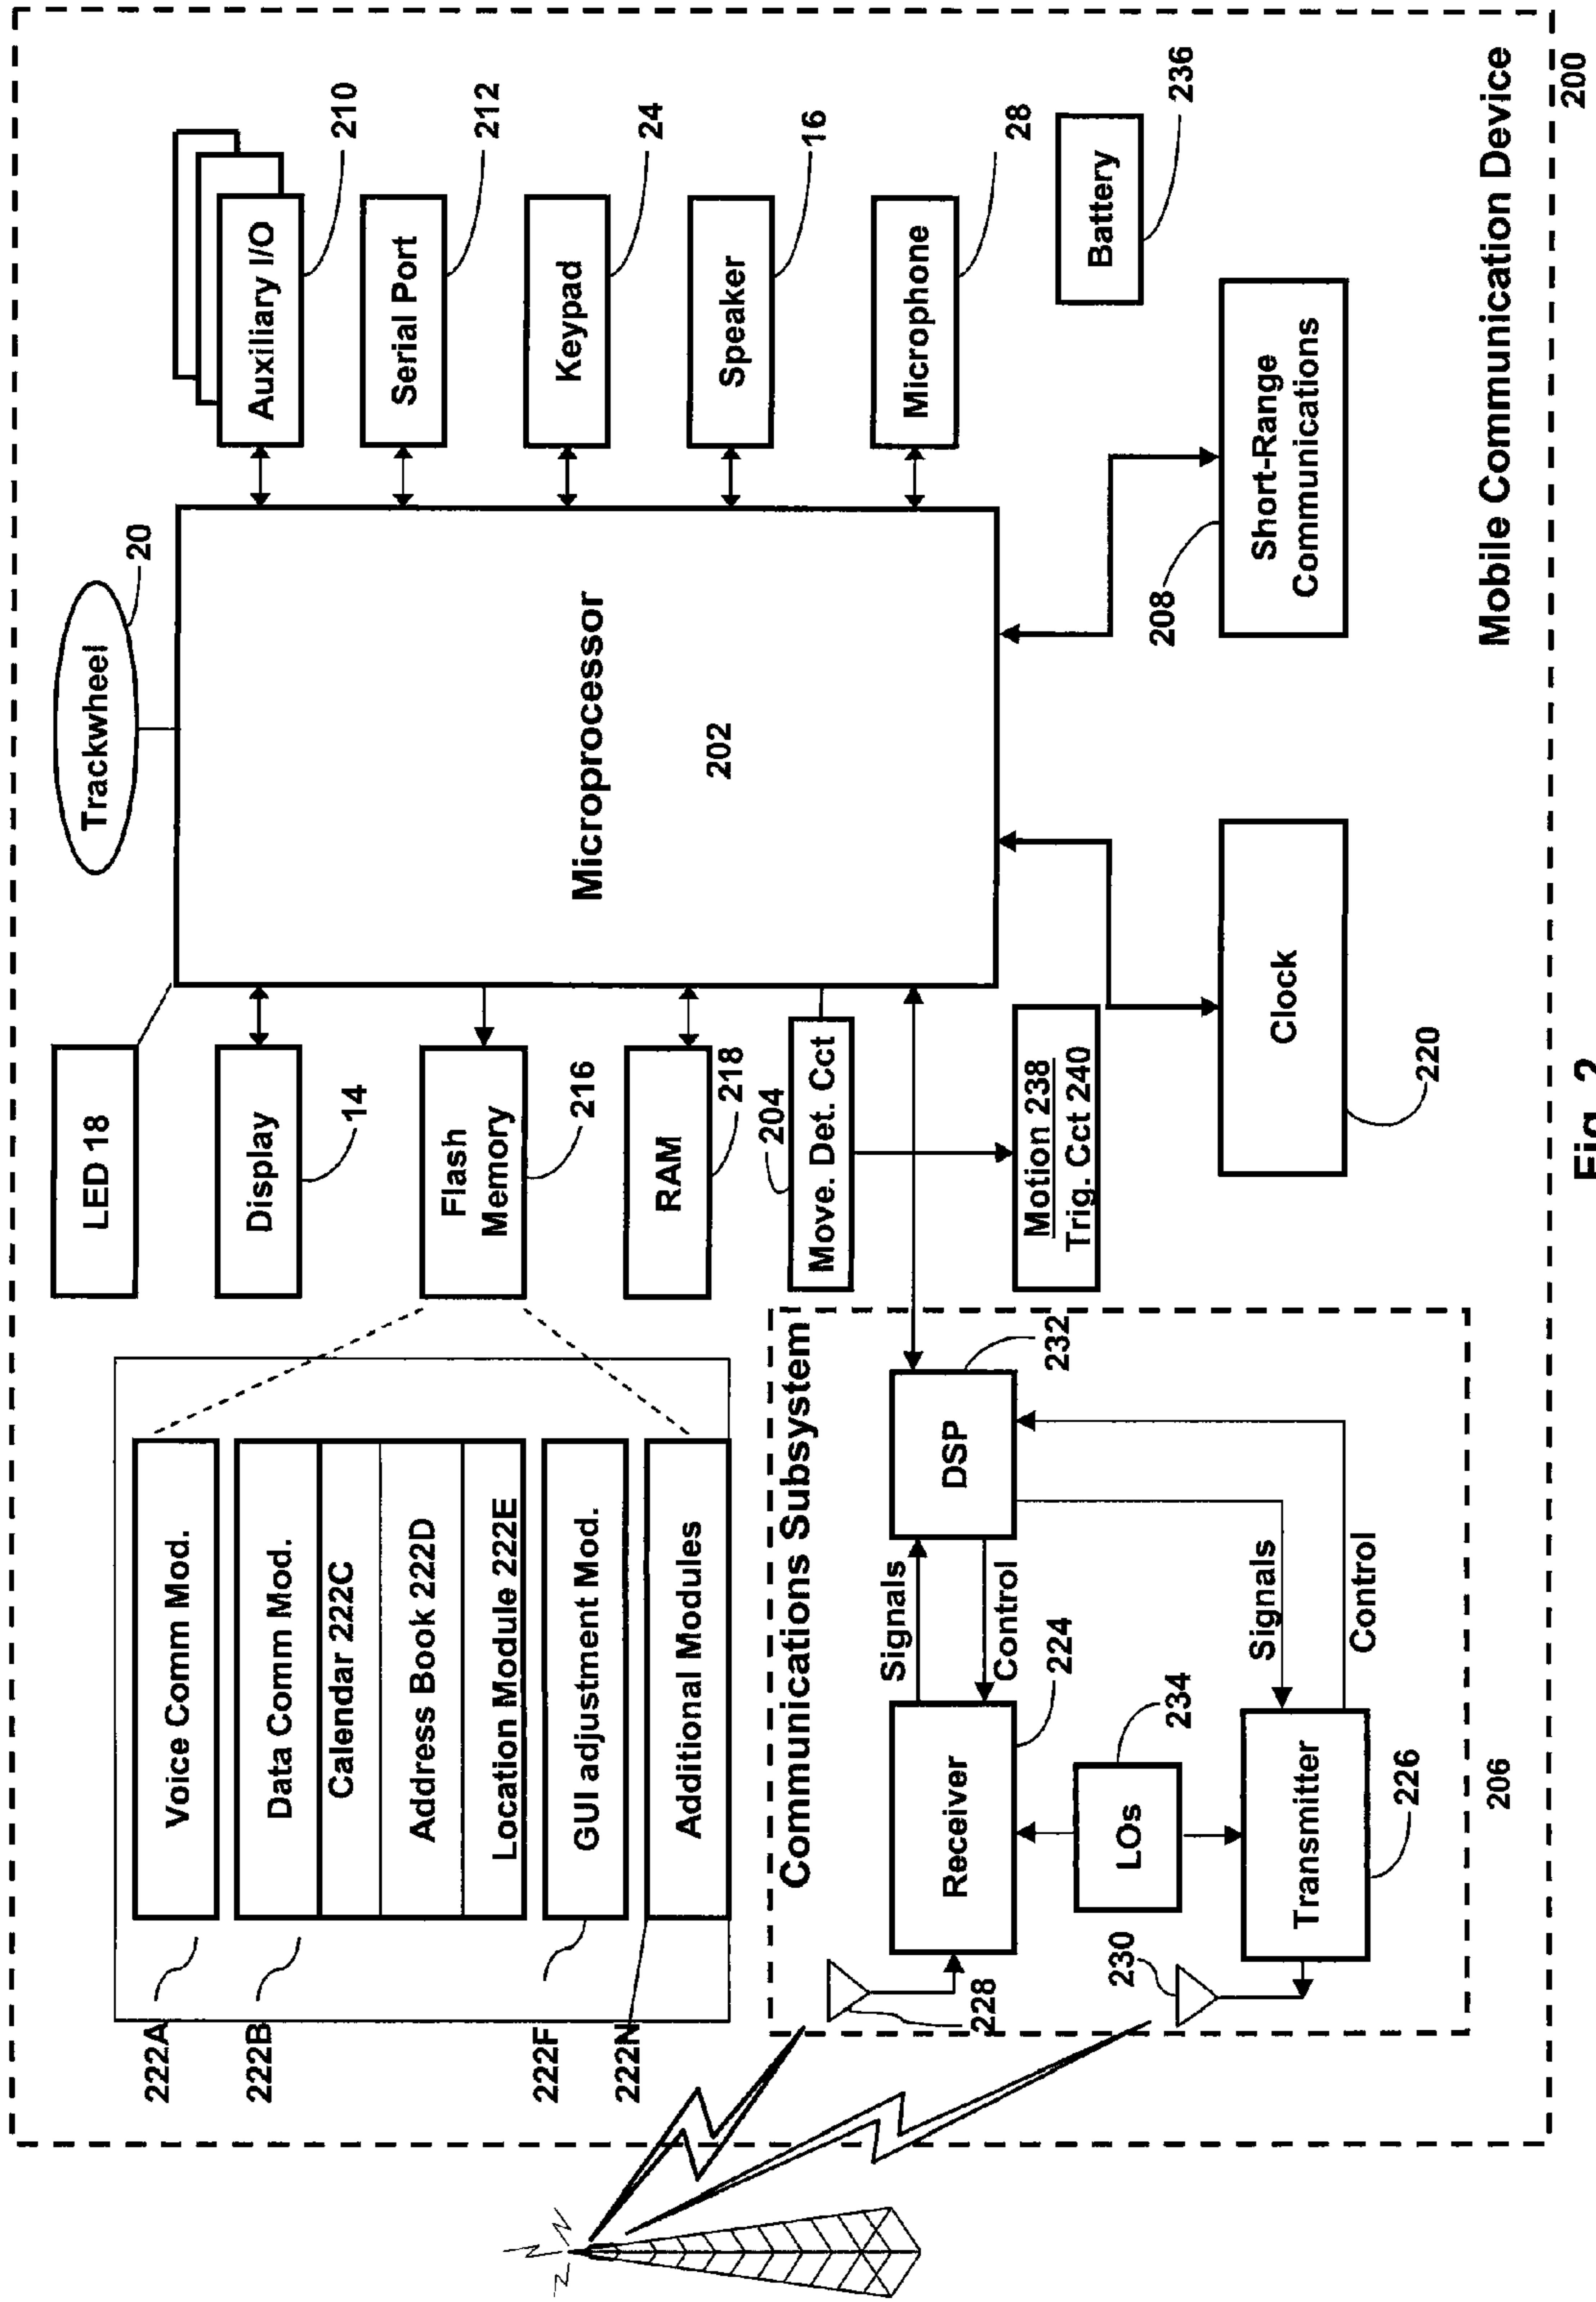 Trackwheel
20
LED 18
Display
14
Flash
Memory
216
RAM
218
204
Move. Det. Cct
Motion 238
Trig. Cct 240
Microprocessor
202
Auxiliary I/O
210
Serial Port
212
Keypad
24
Speaker
16
Microphone
28
Battery
236
Short-Range
Communications
208
Clock
220
222A
Voice Comm Mod.
222B
Data Comm Mod.
Calendar 222C
Address Book 222D
Location Module 222E
222F
GUI adjustment Mod.
222N
Additional Modules
Communications Subsystem
DSP
232
Signals
Control
Receiver
224
LOs
234
Signals
Control
Transmitter
226
228
230
206
Mobile Communication Device
200
Fig. 2